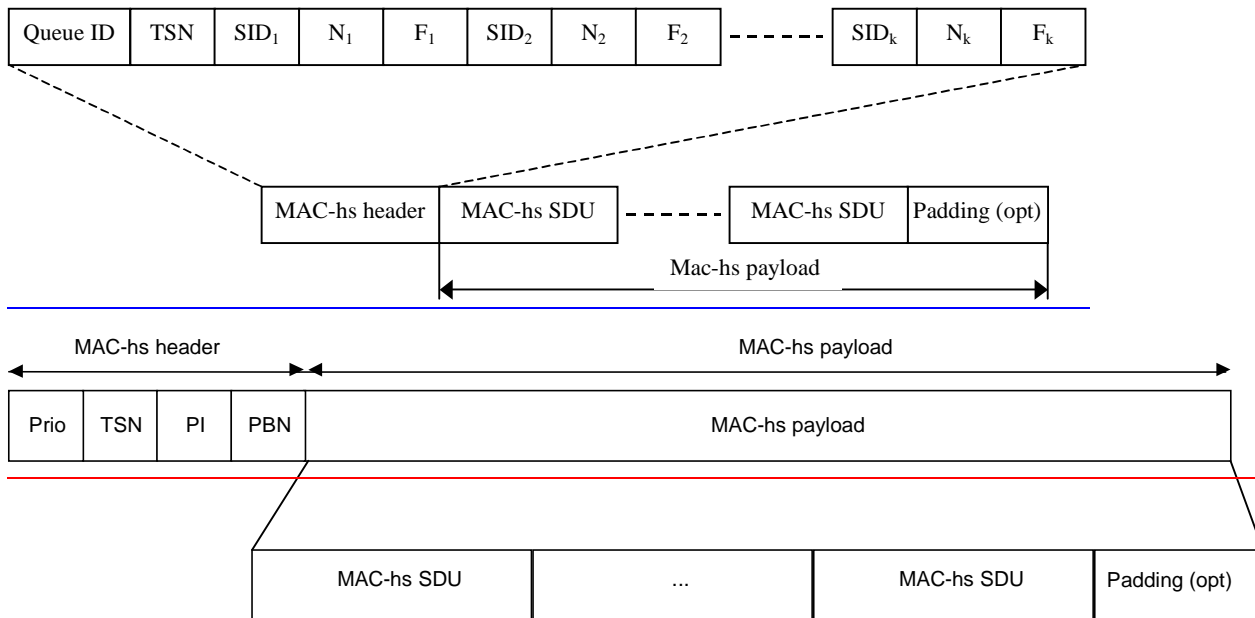 Queue ID TSN SID₁ N₁ F₁ SID₂ N₂ F₂ SIDₖ Nₖ Fₖ
MAC-hs header MAC-hs SDU MAC-hs SDU Padding (opt)
Mac-hs payload
MAC-hs header MAC-hs payload
Prio TSN PI PBN MAC-hs payload
MAC-hs SDU ... MAC-hs SDU Padding (opt)